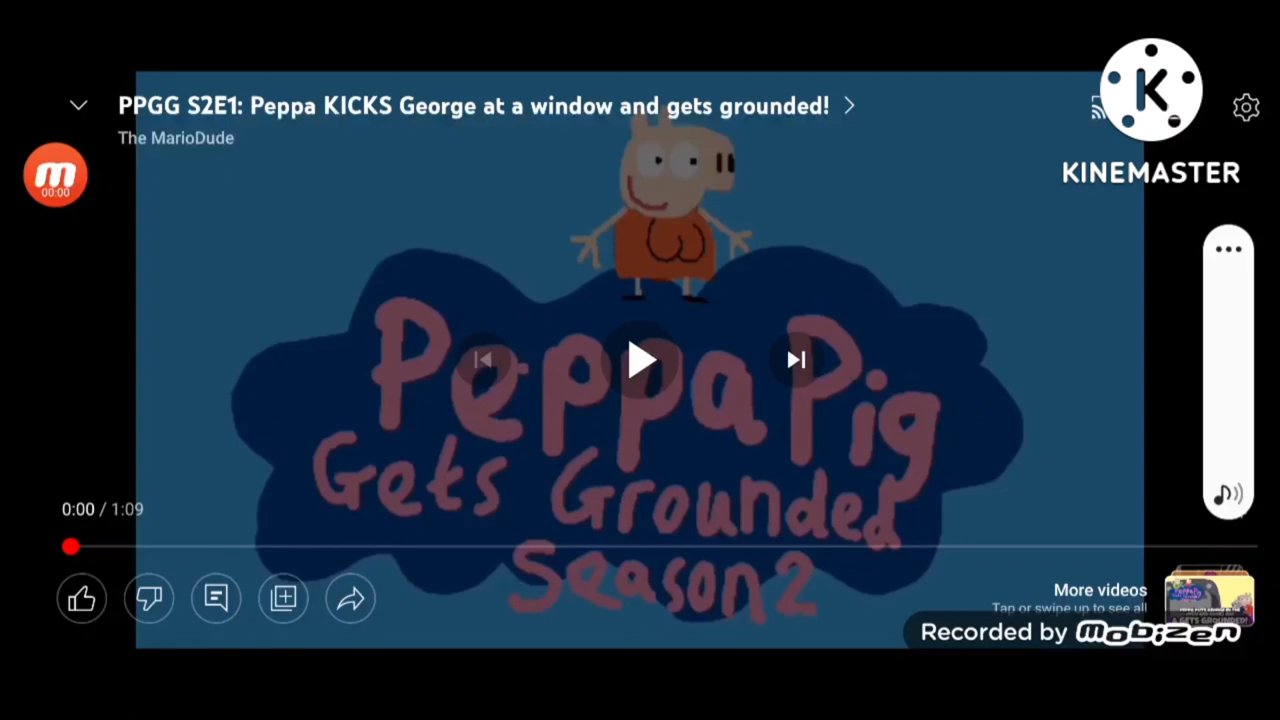 PPGG S2E1: Peppa KICKS George at a window and gets grounded!
The MarioDude
K
KINEMASTER
m
00:00
Peppa Pig
Gets Grounded
Season 2
0:00 / 1:09
More videos
Tap or swipe up to see all
Recorded by mobizen